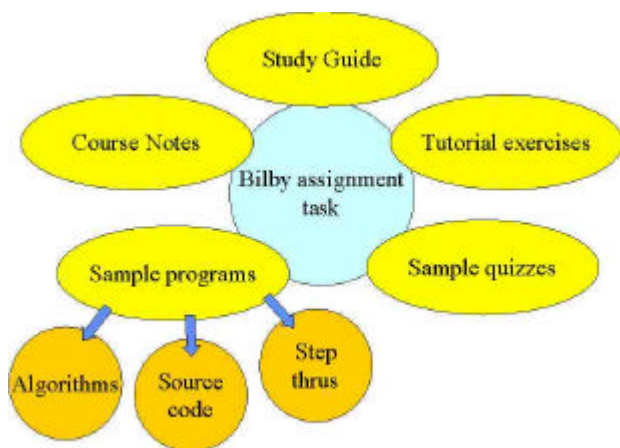 Study Guide
Course Notes
Tutorial exercises
Bilby assignment
task
Sample programs
Sample quizzes
Algorithms
Source
code
Step
thrus